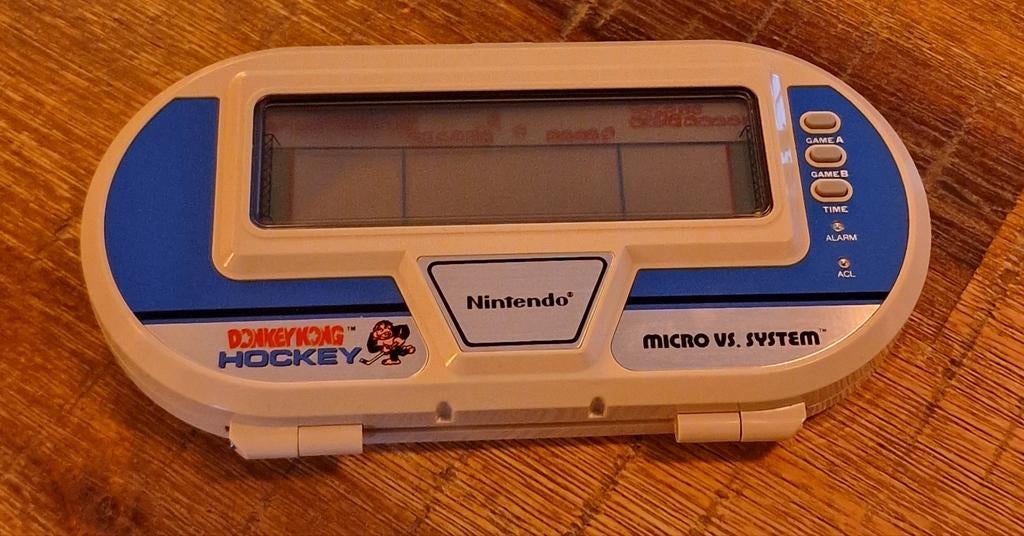 GAME A
GAME B
TIME
ALARM
ACL
Nintendo®
DONKEY KONG™
HOCKEY
MICRO VS. SYSTEM™